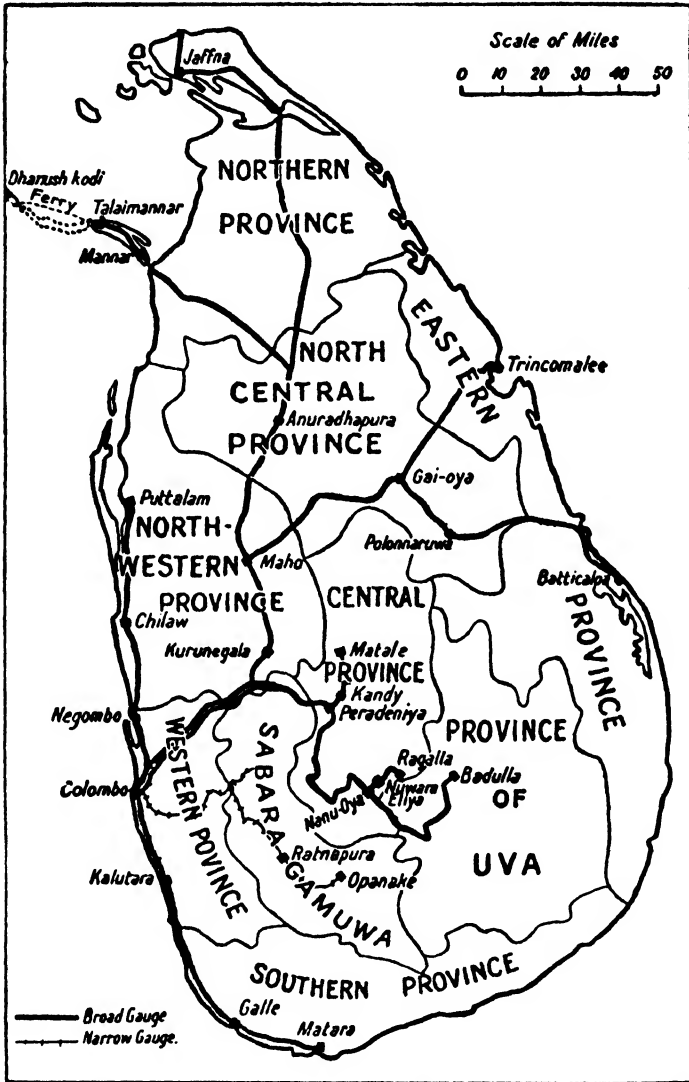 Scale of Miles
0 10 20 30 40 50
Jaffna
NORTHERN
PROVINCE
Dhanushkodi
Ferry
Talaimannar
Mannar
EASTERN
PROVINCE
Trincomalee
NORTH
CENTRAL
PROVINCE
Anuradhapura
Gal-oya
Puttalam
NORTH-
WESTERN
PROVINCE
Maho
Polonnaruwa
Batticaloa
CENTRAL
PROVINCE
Chilaw
Kurunegala
Matale
Kandy
Peradeniya
Negombo
WESTERN POVINCE
SABARAGAMUWA
PROVINCE
OF
UVA
Ragalla
Badulla
Colombo
Nanu-Oya
Nuwara
Eliya
Ratnapura
Opanake
Kalutara
SOUTHERN PROVINCE
Galle
Matara
Broad Gauge
Narrow Gauge.